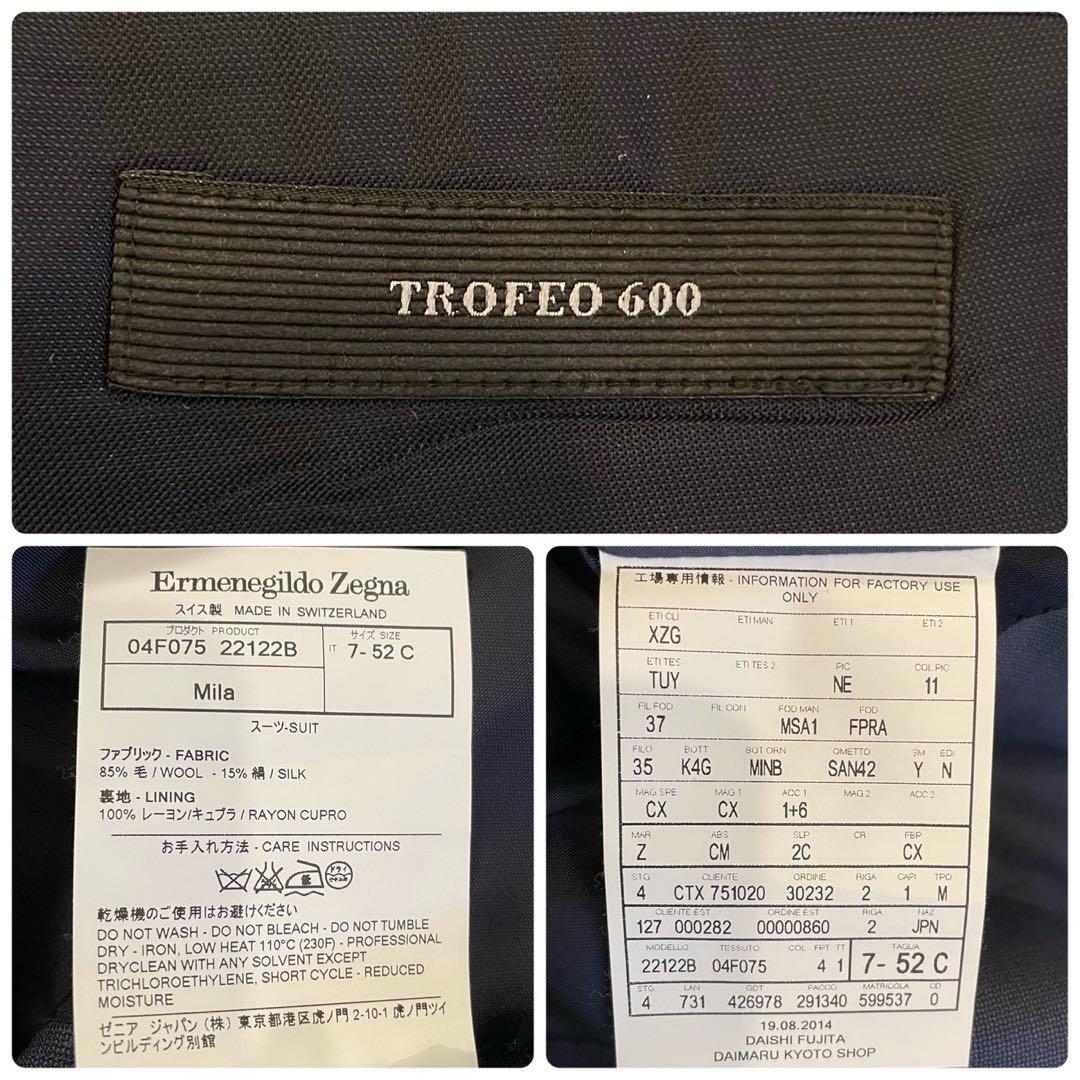 TROFEO 600
Ermenegildo Zegna
スイス製 MADE IN SWITZERLAND
プロダクト PRODUCT
サイズ SIZE
04F075 22122B
IT 7- 52 C
Mila
スーツ-SUIT
ファブリック - FABRIC
85% 毛 / WOOL - 15% 絹 / SILK
裏地 - LINING
100% レーヨン/キュプラ / RAYON CUPRO
お手入れ方法 - CARE INSTRUCTIONS
ドライ
乾燥機のご使用はお避けください
DO NOT WASH - DO NOT BLEACH - DO NOT TUMBLE
DRY - IRON, LOW HEAT 110°C (230F) - PROFESSIONAL
DRYCLEAN WITH ANY SOLVENT EXCEPT
TRICHLOROETHYLENE, SHORT CYCLE - REDUCED
MOISTURE
ゼニア ジャパン (株) 東京都港区虎ノ門 2-10-1 虎ノ門ツイ
ンビルディング別館
工場専用情報 - INFORMATION FOR FACTORY USE
ONLY
ETI CLI ETI MAN ETI 1 ETI 2
XZG
ETI TES ETI TES 2 PIC COL PIC
TUY NE 11
FIL FOD FIL CON FOD MAN FOD
37 MSA1 FPRA
FILO BOTT BOT ORN OMETTO SM EDI
35 K4G MINB SAN42 Y N
MAG SPE MAG 1 ACC 1 MAG 2 ACC 2
CX CX 1+6
MAR ABS SLP CR FBP
Z CM 2C CX
STG CLIENTE ORDINE RIGA CAPI TPO
4 CTX 751020 30232 2 1 M
CLIENTE EST ORDINE EST RIGA NAZ
127 000282 00000860 2 JPN
MODELLO TESSUTO COL FPT TT TAGLIA
22122B 04F075 4 1 7- 52 C
STG LAN GDT PACCO MATRICOLA CD
4 731 426978 291340 599537 0
19.08.2014
DAISHI FUJITA
DAIMARU KYOTO SHOP